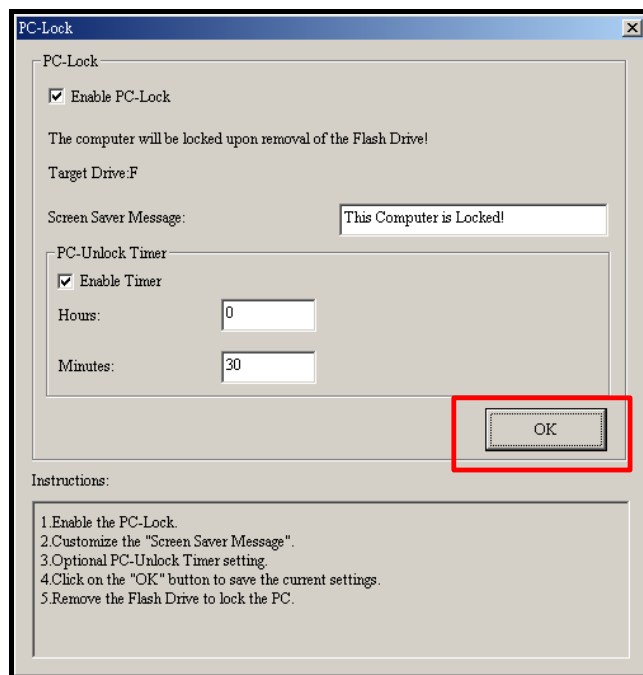 PC-Lock
PC-Lock
Enable PC-Lock
The computer will be locked upon removal of the Flash Drive!
Target Drive:F
Screen Saver Message: This Computer is Locked!
PC-Unlock Timer
Enable Timer
Hours: 0
Minutes: 30
OK
Instructions:
1.Enable the PC-Lock.
2.Customize the "Screen Saver Message".
3.Optional PC-Unlock Timer setting.
4.Click on the "OK" button to save the current settings.
5.Remove the Flash Drive to lock the PC.